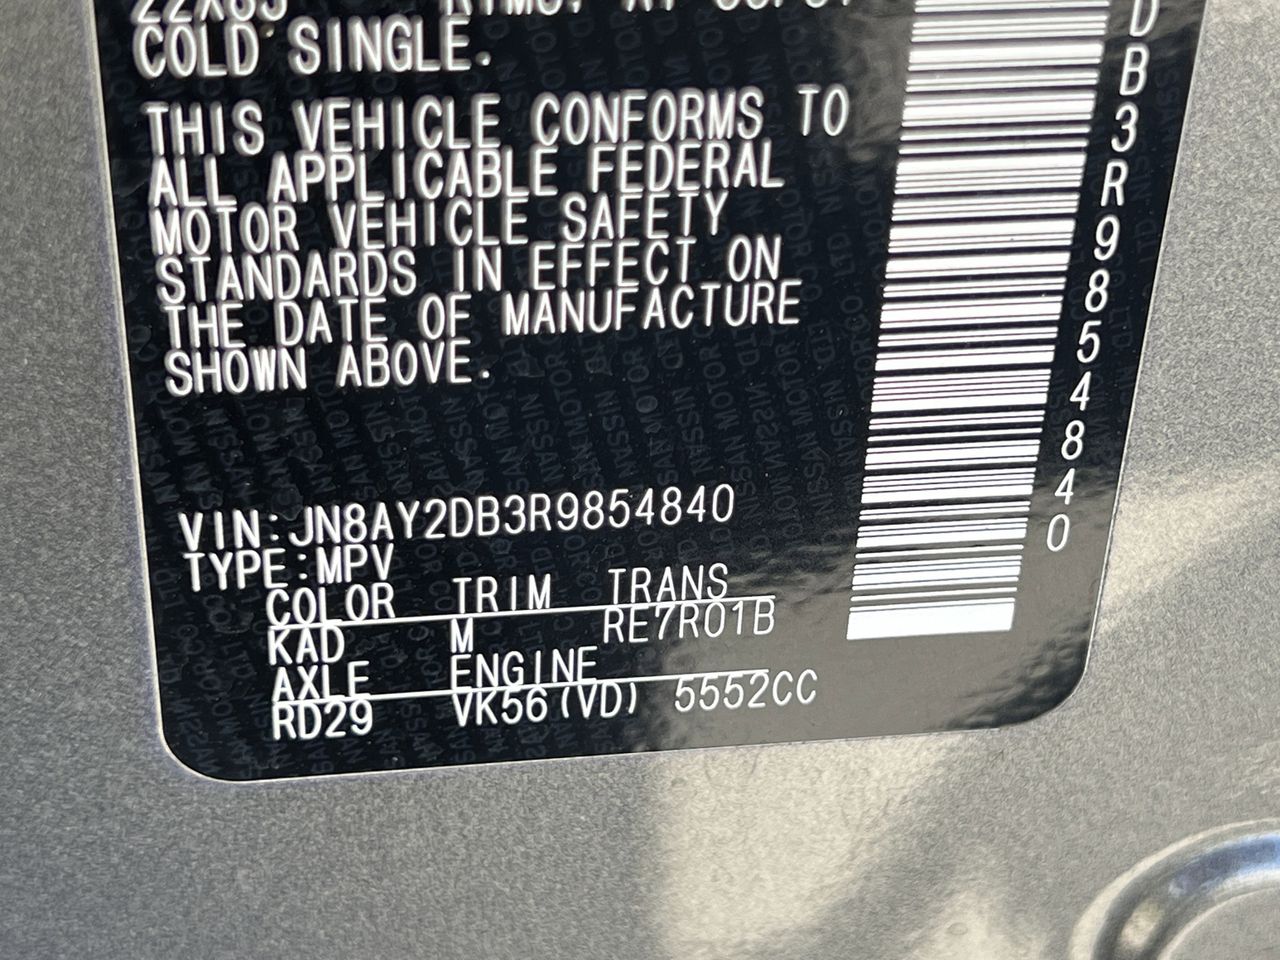 COLD SINGLE.
THIS VEHICLE CONFORMS TO
ALL APPLICABLE FEDERAL
MOTOR VEHICLE SAFETY
STANDARDS IN EFFECT ON
THE DATE OF MANUFACTURE
SHOWN ABOVE.
VIN:JN8AY2DB3R9854840
TYPE:MPV
COLOR TRIM TRANS
KAD M RE7R01B
AXLE ENGINE
RD29 VK56(VD) 5552CC
DB3R9854840